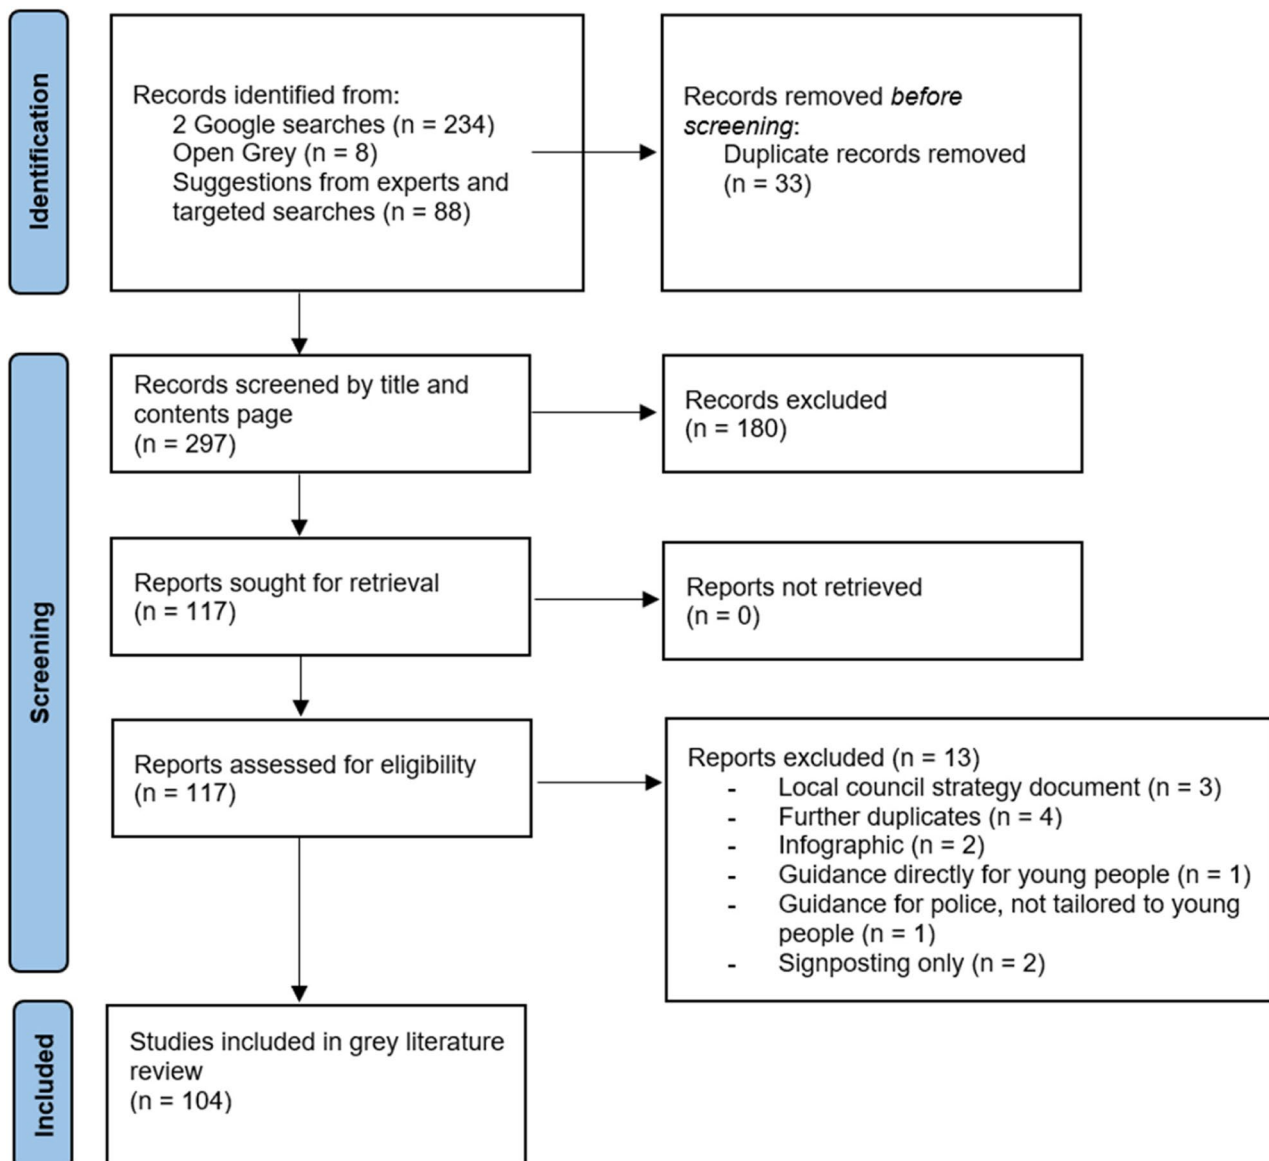 Identification
Records identified from:
2 Google searches (n = 234)
Open Grey (n = 8)
Suggestions from experts and
targeted searches (n = 88)
Records removed before
screening:
Duplicate records removed
(n = 33)
Screening
Records screened by title and
contents page
(n = 297)
Records excluded
(n = 180)
Reports sought for retrieval
(n = 117)
Reports not retrieved
(n = 0)
Reports assessed for eligibility
(n = 117)
Reports excluded (n = 13)
- Local council strategy document (n = 3)
- Further duplicates (n = 4)
- Infographic (n = 2)
- Guidance directly for young people (n = 1)
- Guidance for police, not tailored to young
people (n = 1)
- Signposting only (n = 2)
Included
Studies included in grey literature
review
(n = 104)